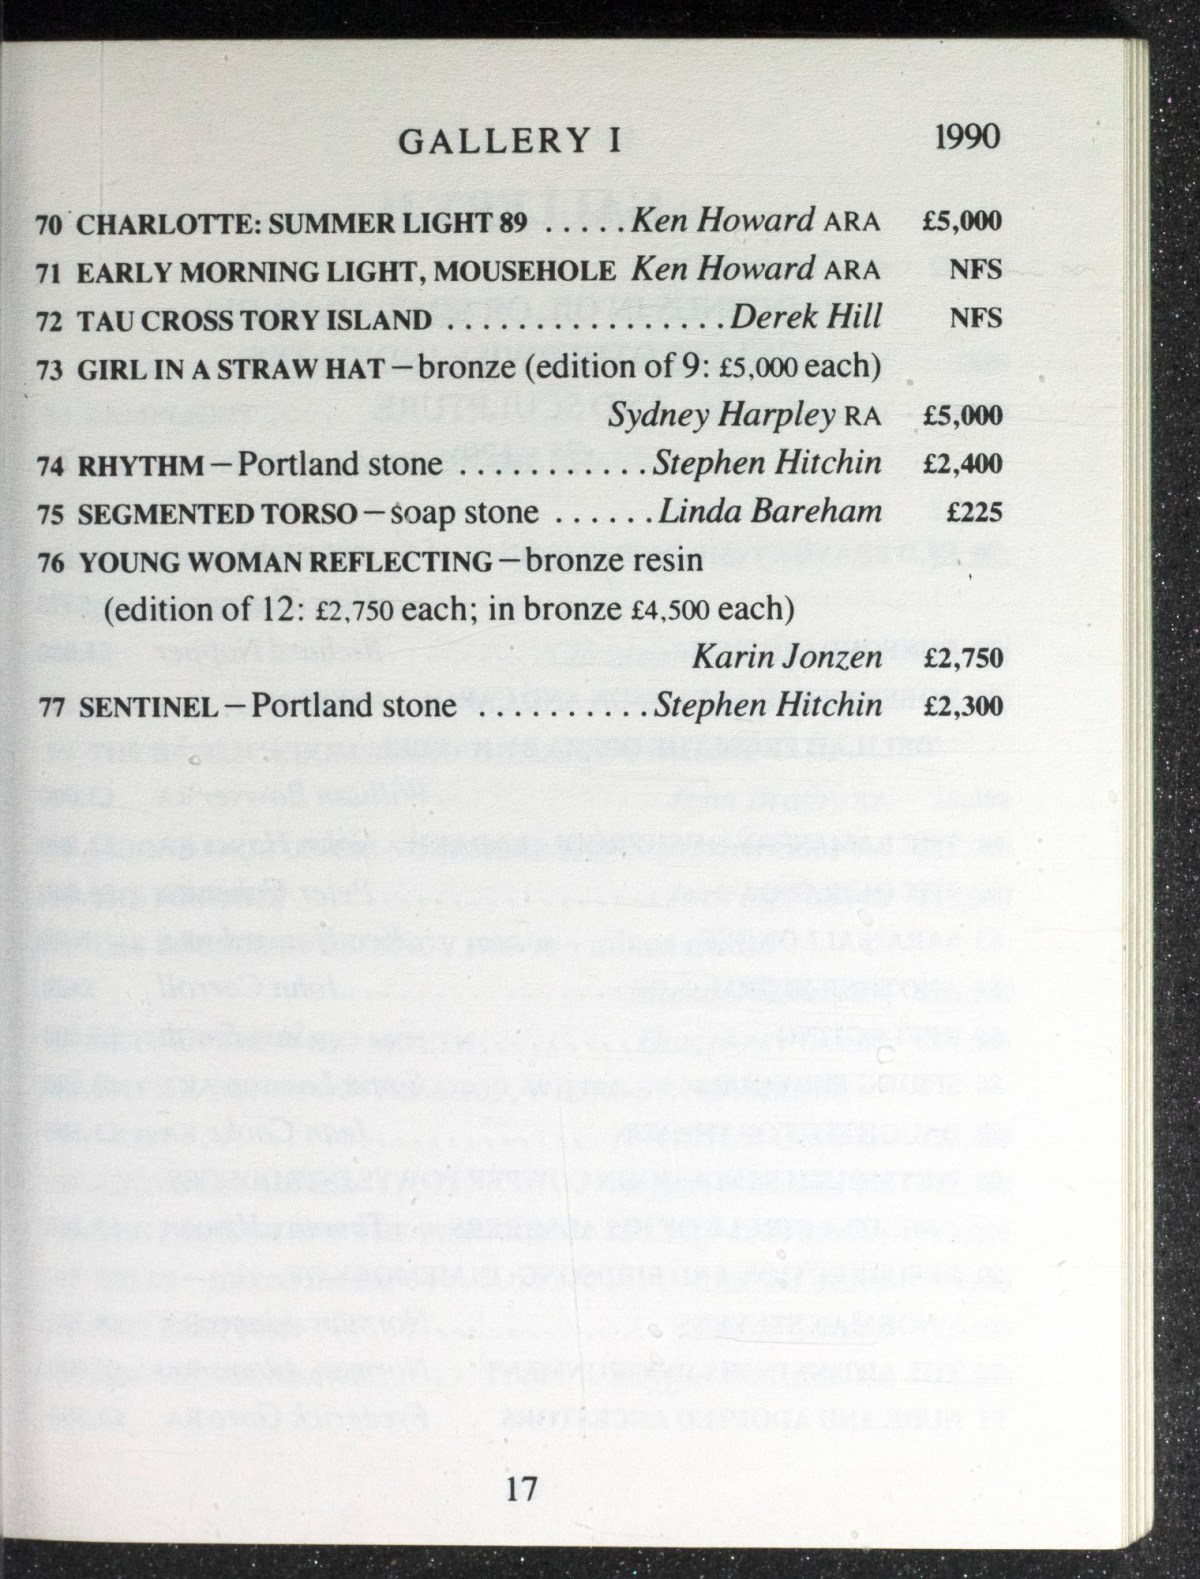 GALLERY I 1990
70 CHARLOTTE: SUMMER LIGHT 89 ..... Ken Howard ARA £5,000
71 EARLY MORNING LIGHT, MOUSEHOLE Ken Howard ARA NFS
72 TAU CROSS TORY ISLAND ................ Derek Hill NFS
73 GIRL IN A STRAW HAT—bronze (edition of 9: £5,000 each)
Sydney Harpley RA £5,000
74 RHYTHM—Portland stone ........... Stephen Hitchin £2,400
75 SEGMENTED TORSO—soap stone ...... Linda Bareham £225
76 YOUNG WOMAN REFLECTING—bronze resin
(edition of 12: £2,750 each; in bronze £4,500 each)
Karin Jonzen £2,750
77 SENTINEL—Portland stone .......... Stephen Hitchin £2,300
17